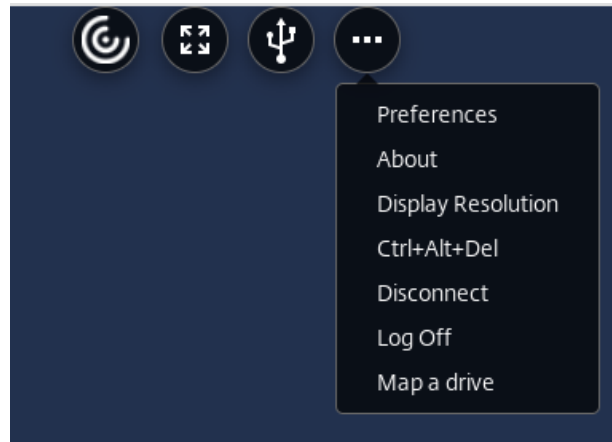 Preferences
About
Display Resolution
Ctrl+Alt+Del
Disconnect
Log Off
Map a drive